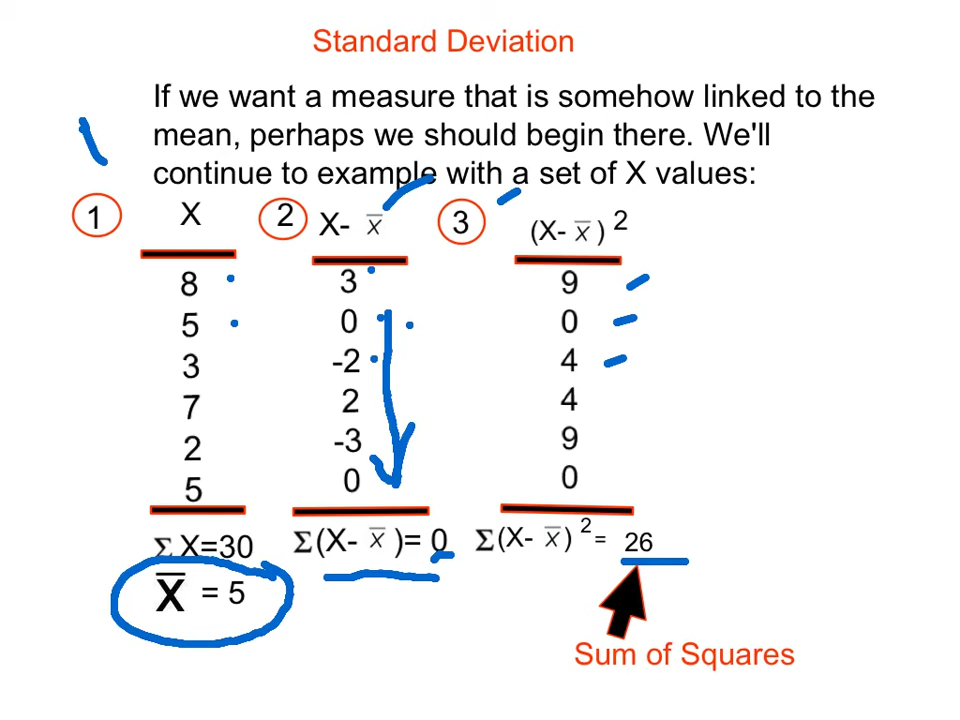 Standard Deviation
If we want a measure that is somehow linked to the
mean, perhaps we should begin there. We'll
continue to example with a set of X values:
1 X 2 X- x̅ 3 (X- x̅ ) 2
8 3 9
5 0 0
3 -2 4
7 2 4
2 -3 9
5 0 0
Σ X=30 Σ(X- x̅ )= 0 Σ(X- x̅ ) 2 = 26
X̅ = 5
Sum of Squares